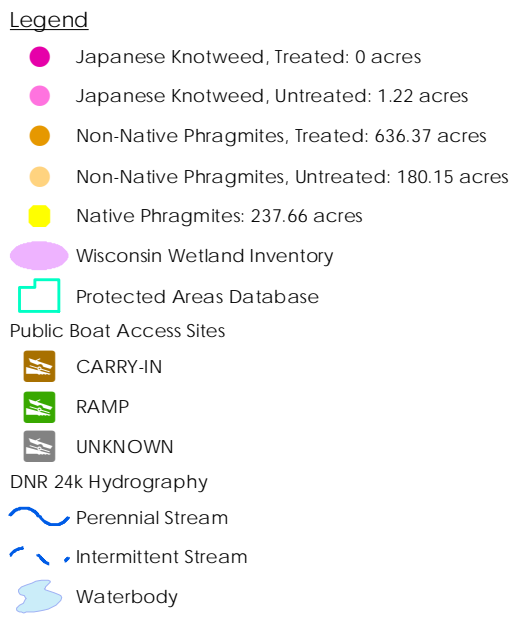 Legend
Japanese Knotweed, Treated: 0 acres
Japanese Knotweed, Untreated: 1.22 acres
Non-Native Phragmites, Treated: 636.37 acres
Non-Native Phragmites, Untreated: 180.15 acres
Native Phragmites: 237.66 acres
Wisconsin Wetland Inventory
Protected Areas Database
Public Boat Access Sites
CARRY-IN
RAMP
UNKNOWN
DNR 24k Hydrography
Perennial Stream
Intermittent Stream
Waterbody